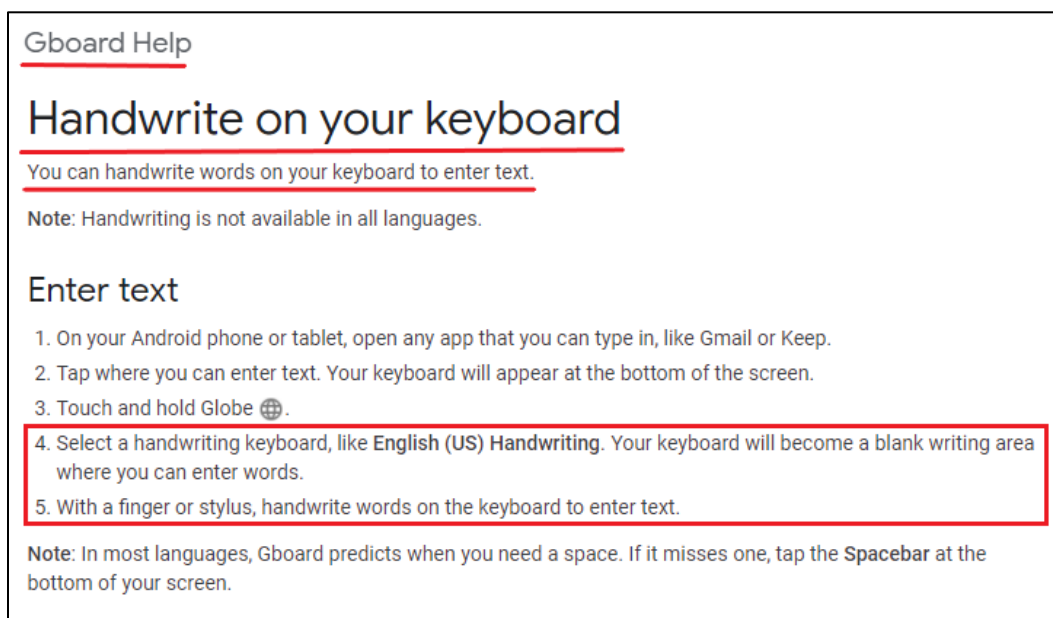 Gboard Help
Handwrite on your keyboard
You can handwrite words on your keyboard to enter text.
Note: Handwriting is not available in all languages.
Enter text
1. On your Android phone or tablet, open any app that you can type in, like Gmail or Keep.
2. Tap where you can enter text. Your keyboard will appear at the bottom of the screen.
3. Touch and hold Globe .
4. Select a handwriting keyboard, like English (US) Handwriting. Your keyboard will become a blank writing area
where you can enter words.
5. With a finger or stylus, handwrite words on the keyboard to enter text.
Note: In most languages, Gboard predicts when you need a space. If it misses one, tap the Spacebar at the
bottom of your screen.